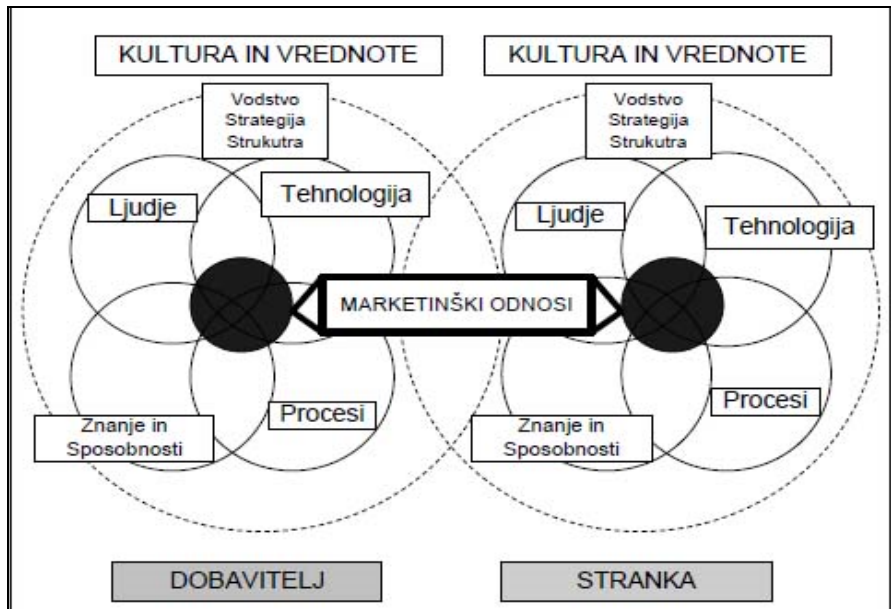 KULTURA IN VREDNOTE
KULTURA IN VREDNOTE
Vodstvo
Strategija
Strukutra
Vodstvo
Strategija
Strukutra
Ljudje
Tehnologija
Ljudje
Tehnologija
MARKETINŠKI ODNOSI
Znanje in
Sposobnosti
Procesi
Znanje in
Sposobnosti
Procesi
DOBAVITELJ
STRANKA